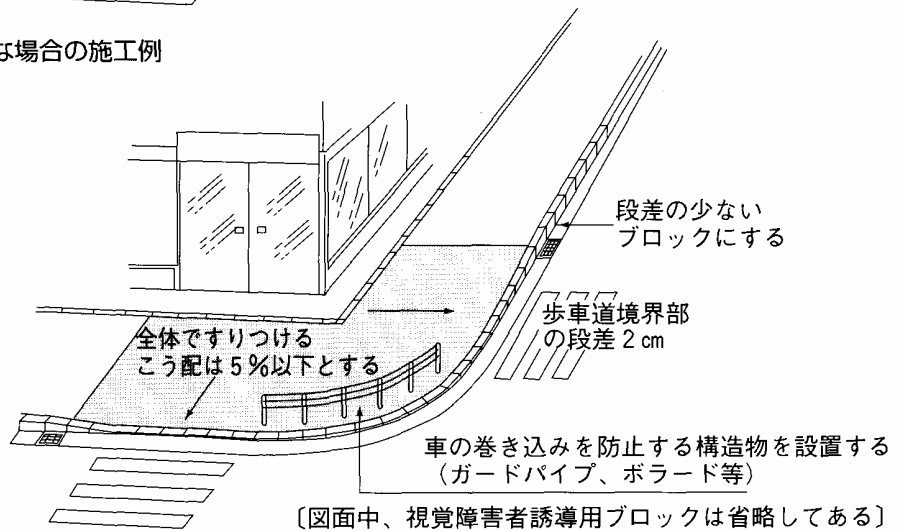 な場合の施工例
段差の少ない
ブロックにする
歩車道境界部
の段差2cm
全体ですりつける
こう配は5%以下とする
車の巻き込みを防止する構造物を設置する
(ガードパイプ、ボラード等)
〔図面中、視覚障害者誘導用ブロックは省略してある〕